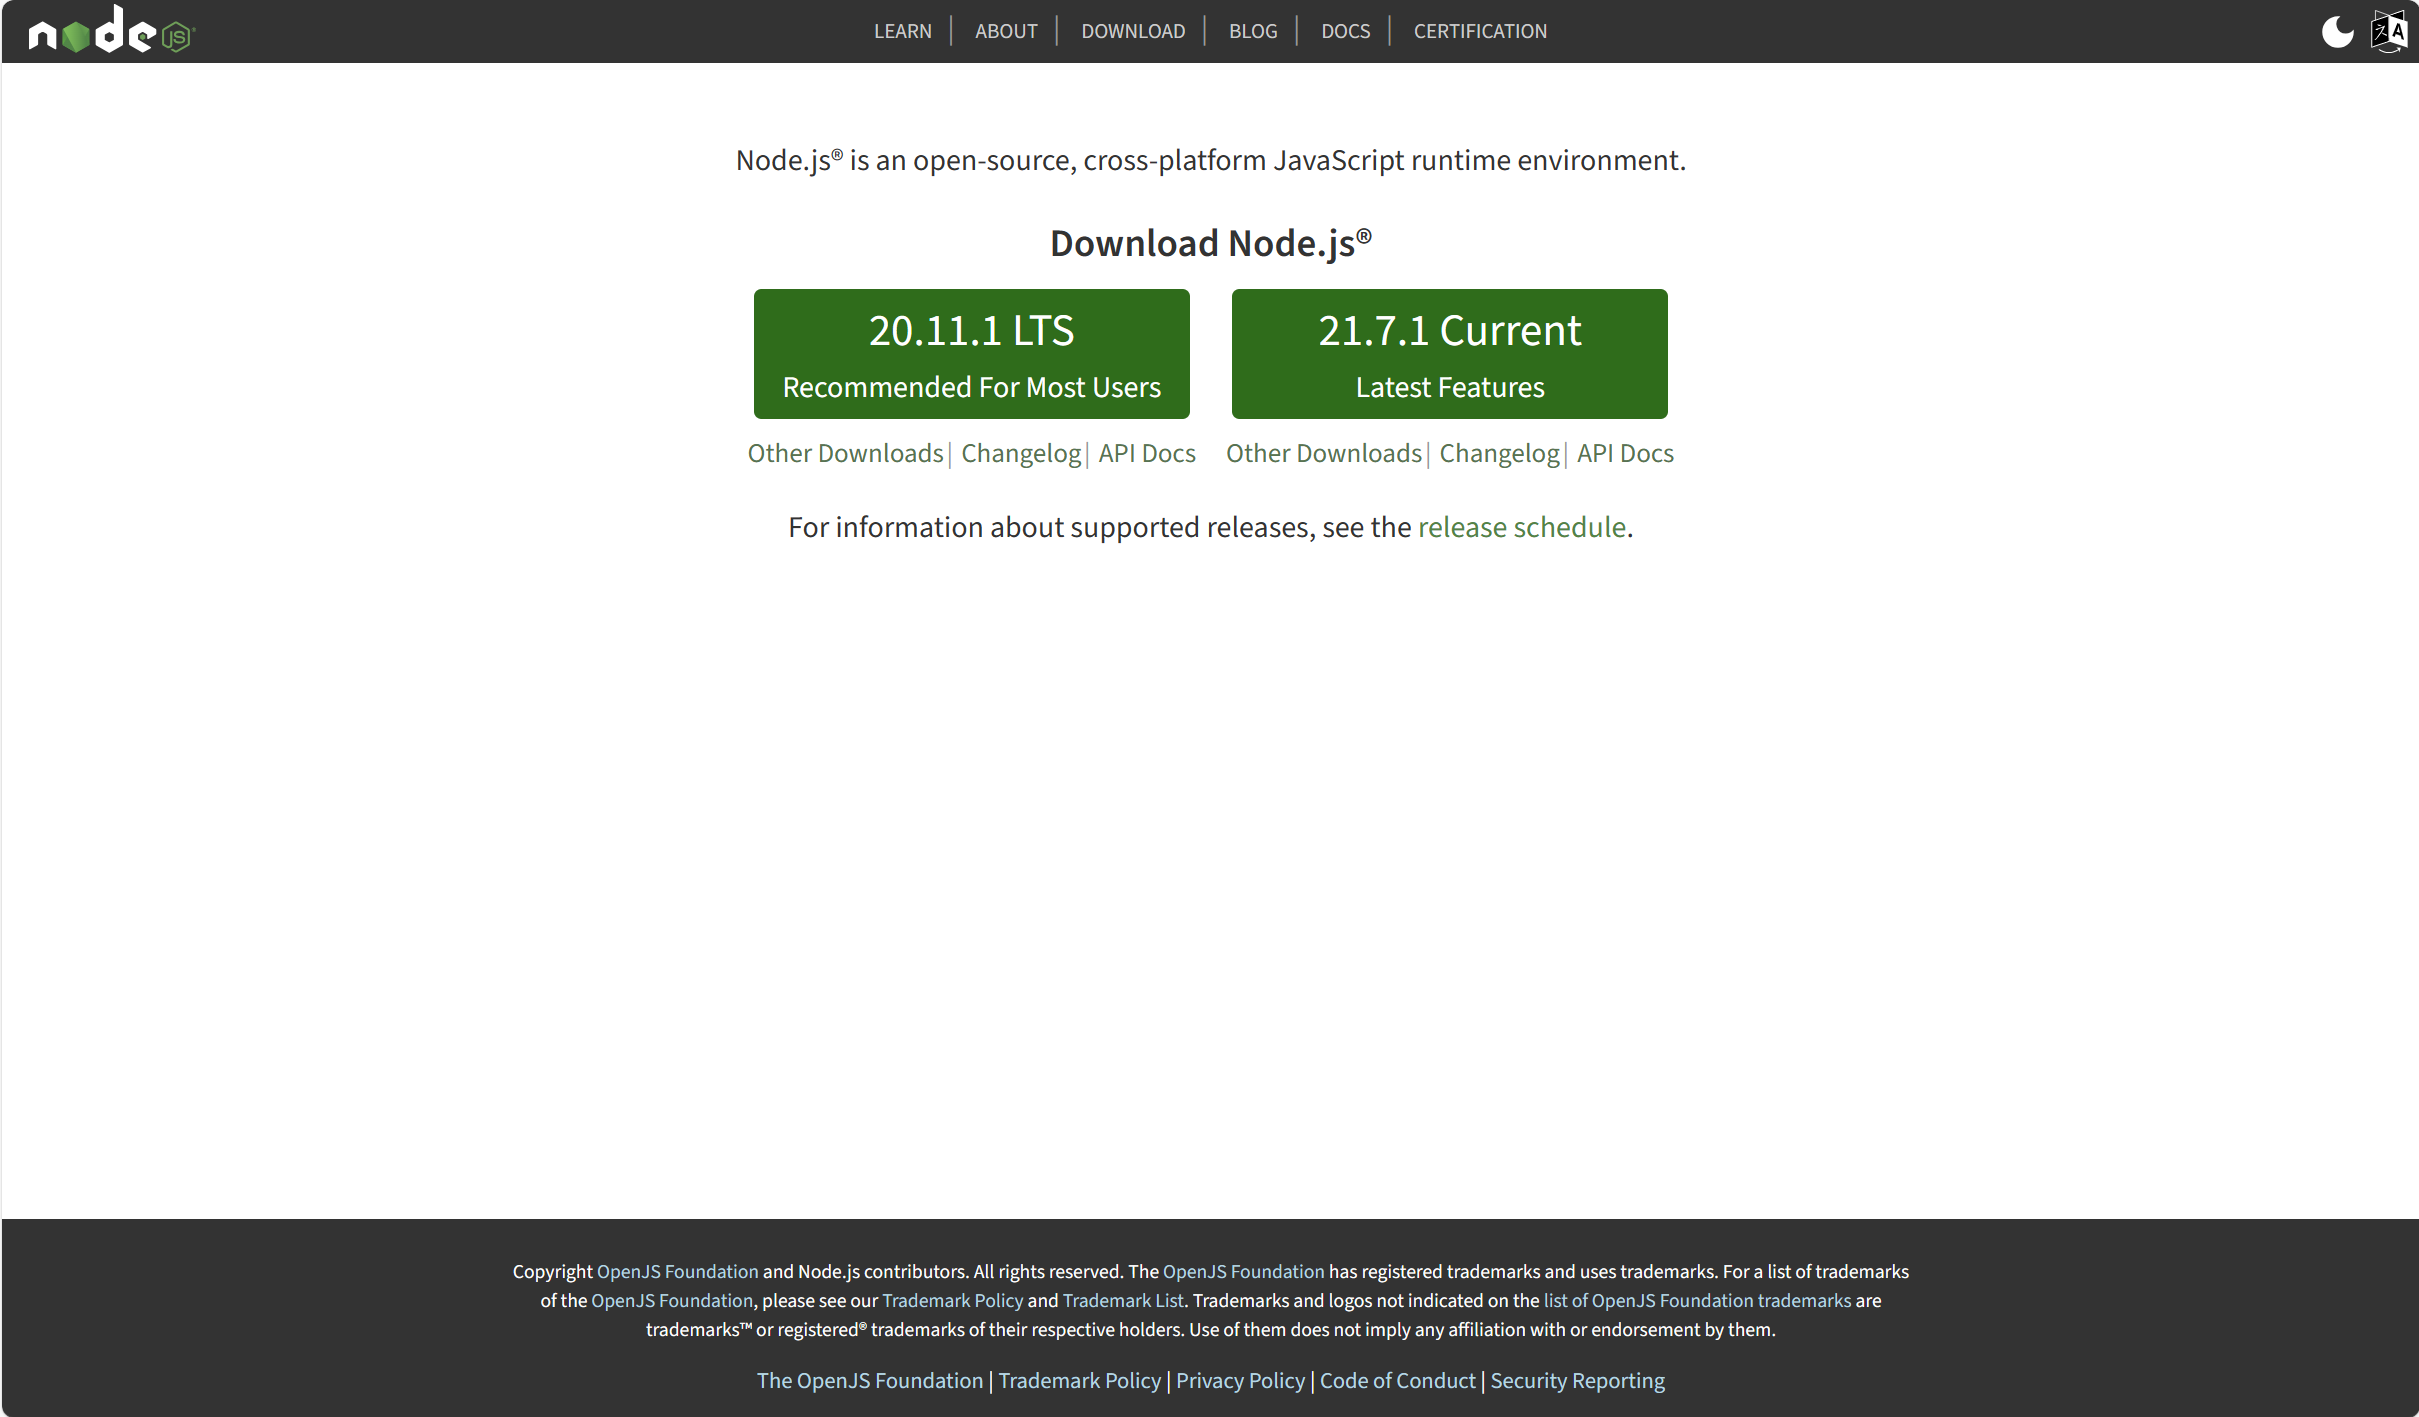 node JS
LEARN | ABOUT | DOWNLOAD | BLOG | DOCS | CERTIFICATION
Node.js® is an open-source, cross-platform JavaScript runtime environment.
Download Node.js®
20.11.1 LTS
Recommended For Most Users
Other Downloads | Changelog | API Docs
21.7.1 Current
Latest Features
Other Downloads | Changelog | API Docs
For information about supported releases, see the release schedule.
Copyright OpenJS Foundation and Node.js contributors. All rights reserved. The OpenJS Foundation has registered trademarks and uses trademarks. For a list of trademarks
of the OpenJS Foundation, please see our Trademark Policy and Trademark List. Trademarks and logos not indicated on the list of OpenJS Foundation trademarks are
trademarks™ or registered® trademarks of their respective holders. Use of them does not imply any affiliation with or endorsement by them.
The OpenJS Foundation | Trademark Policy | Privacy Policy | Code of Conduct | Security Reporting